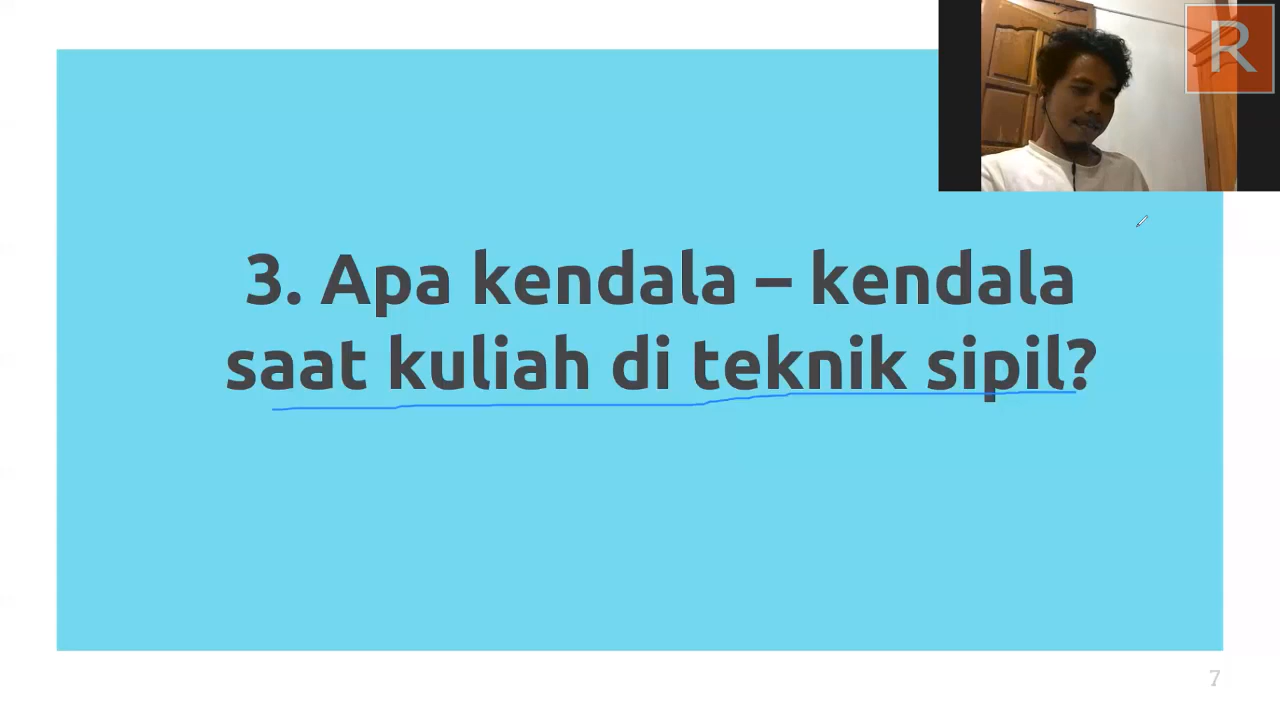 R
3. Apa kendala – kendala
saat kuliah di teknik sipil?
7